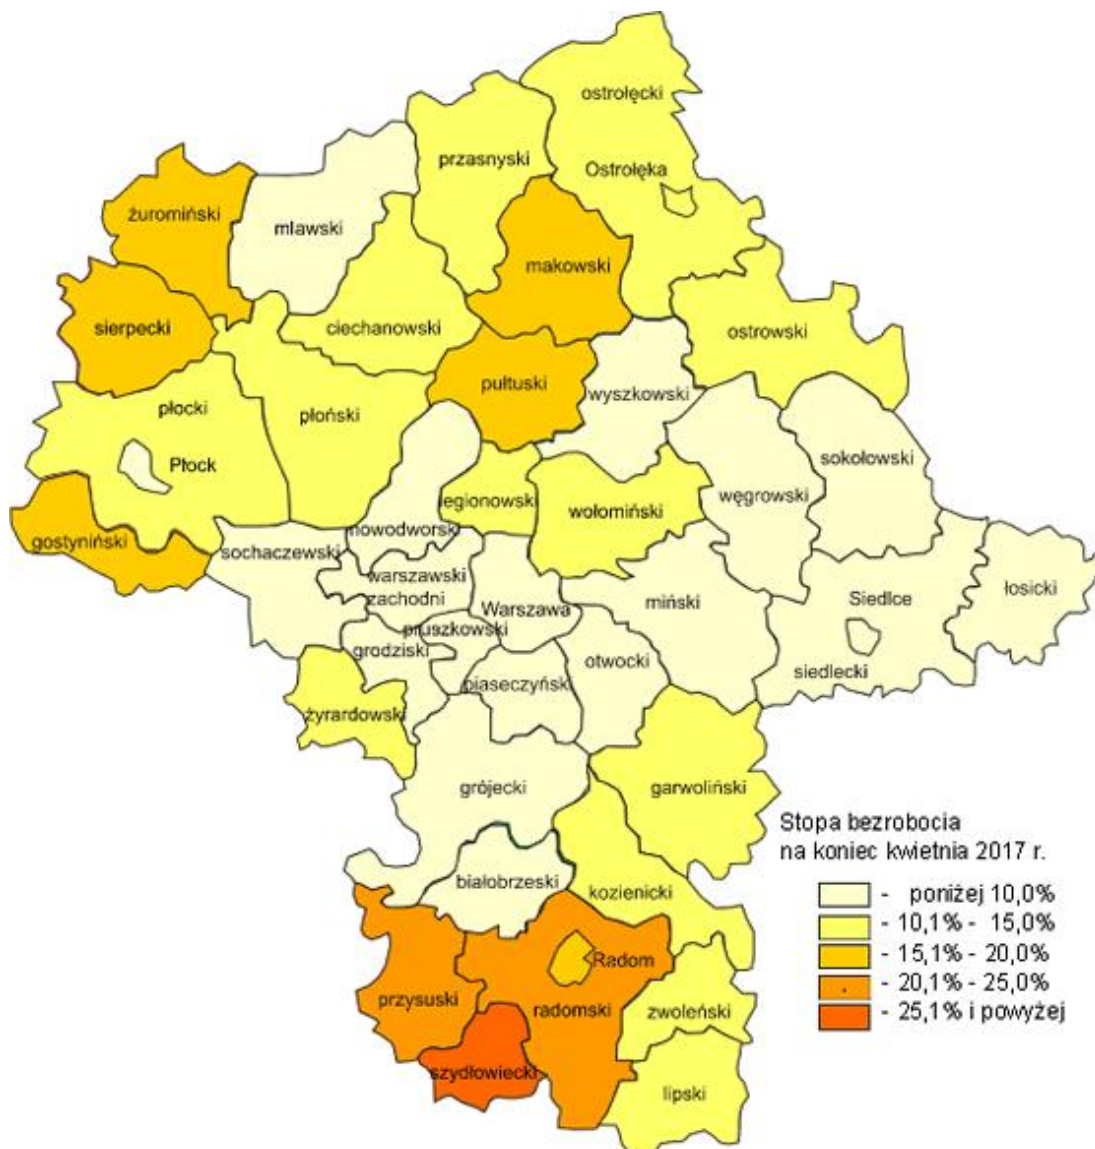 ostrołęcki
przasnyski
Ostrołęka
żuromiński
mlawski
makowski
sierpecki
ciechanowski
ostrowski
pułtuski
wyszkowski
płocki
płoński
sokołowski
Płock
legionowski
węgrowski
wołomiński
nowodworski
gostyniński
sochaczewski
warszawski
zachodni
łosicki
Siedlce
miński
Warszawa
pruszkowski
grodziski
otwocki
siedlecki
piaseczyński
żyrardowski
grójecki
garwoliński
Stopa bezrobocia
na koniec kwietnia 2017 r.
białobrzeski
kozienicki
- poniżej 10,0%
- 10,1% - 15,0%
- 15,1% - 20,0%
- 20,1% - 25,0%
- 25,1% i powyżej
Radom
przysuski
radomski
zwoleński
szydłowiecki
lipski